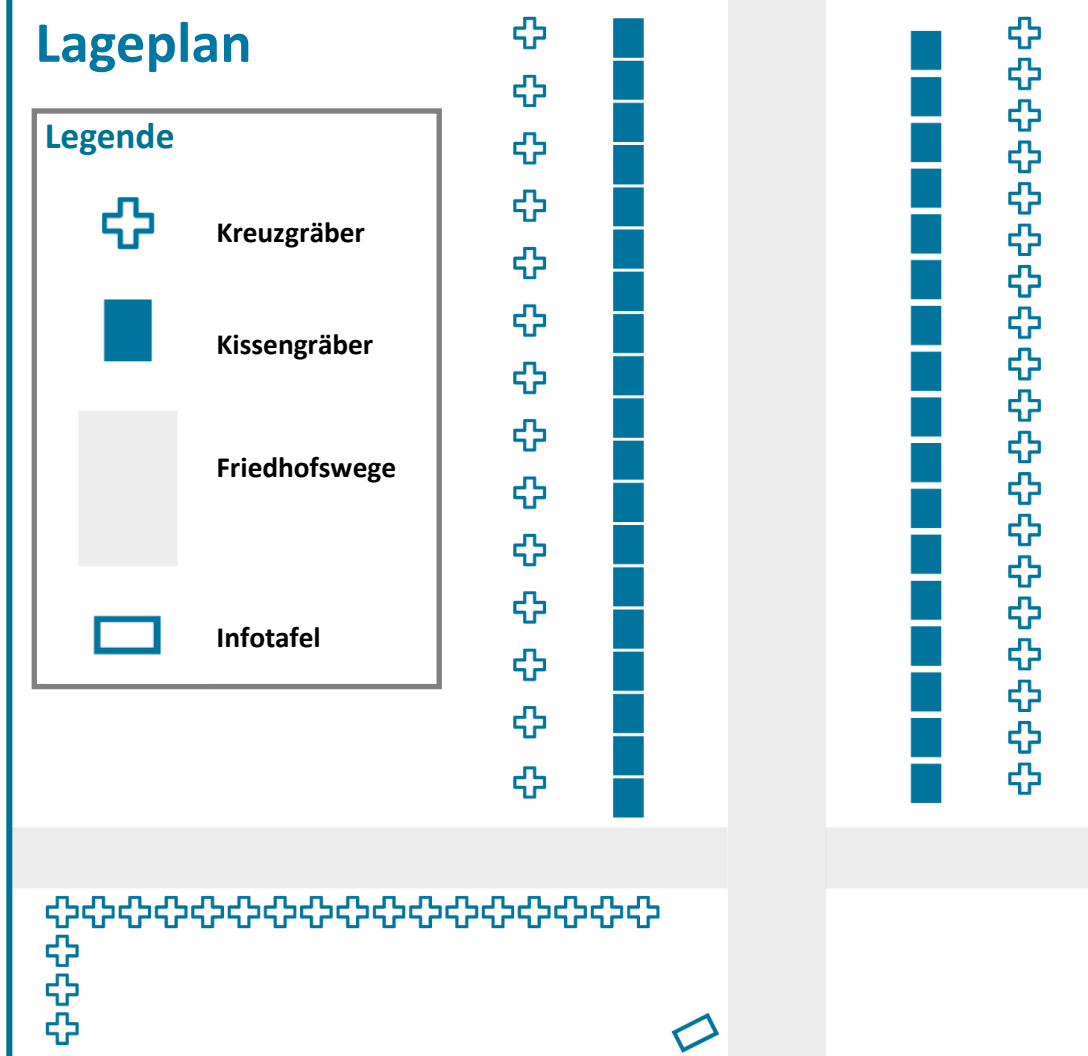 Lageplan
Legende
Kreuzgräber
Kissengräber
Friedhofswege
Infotafel